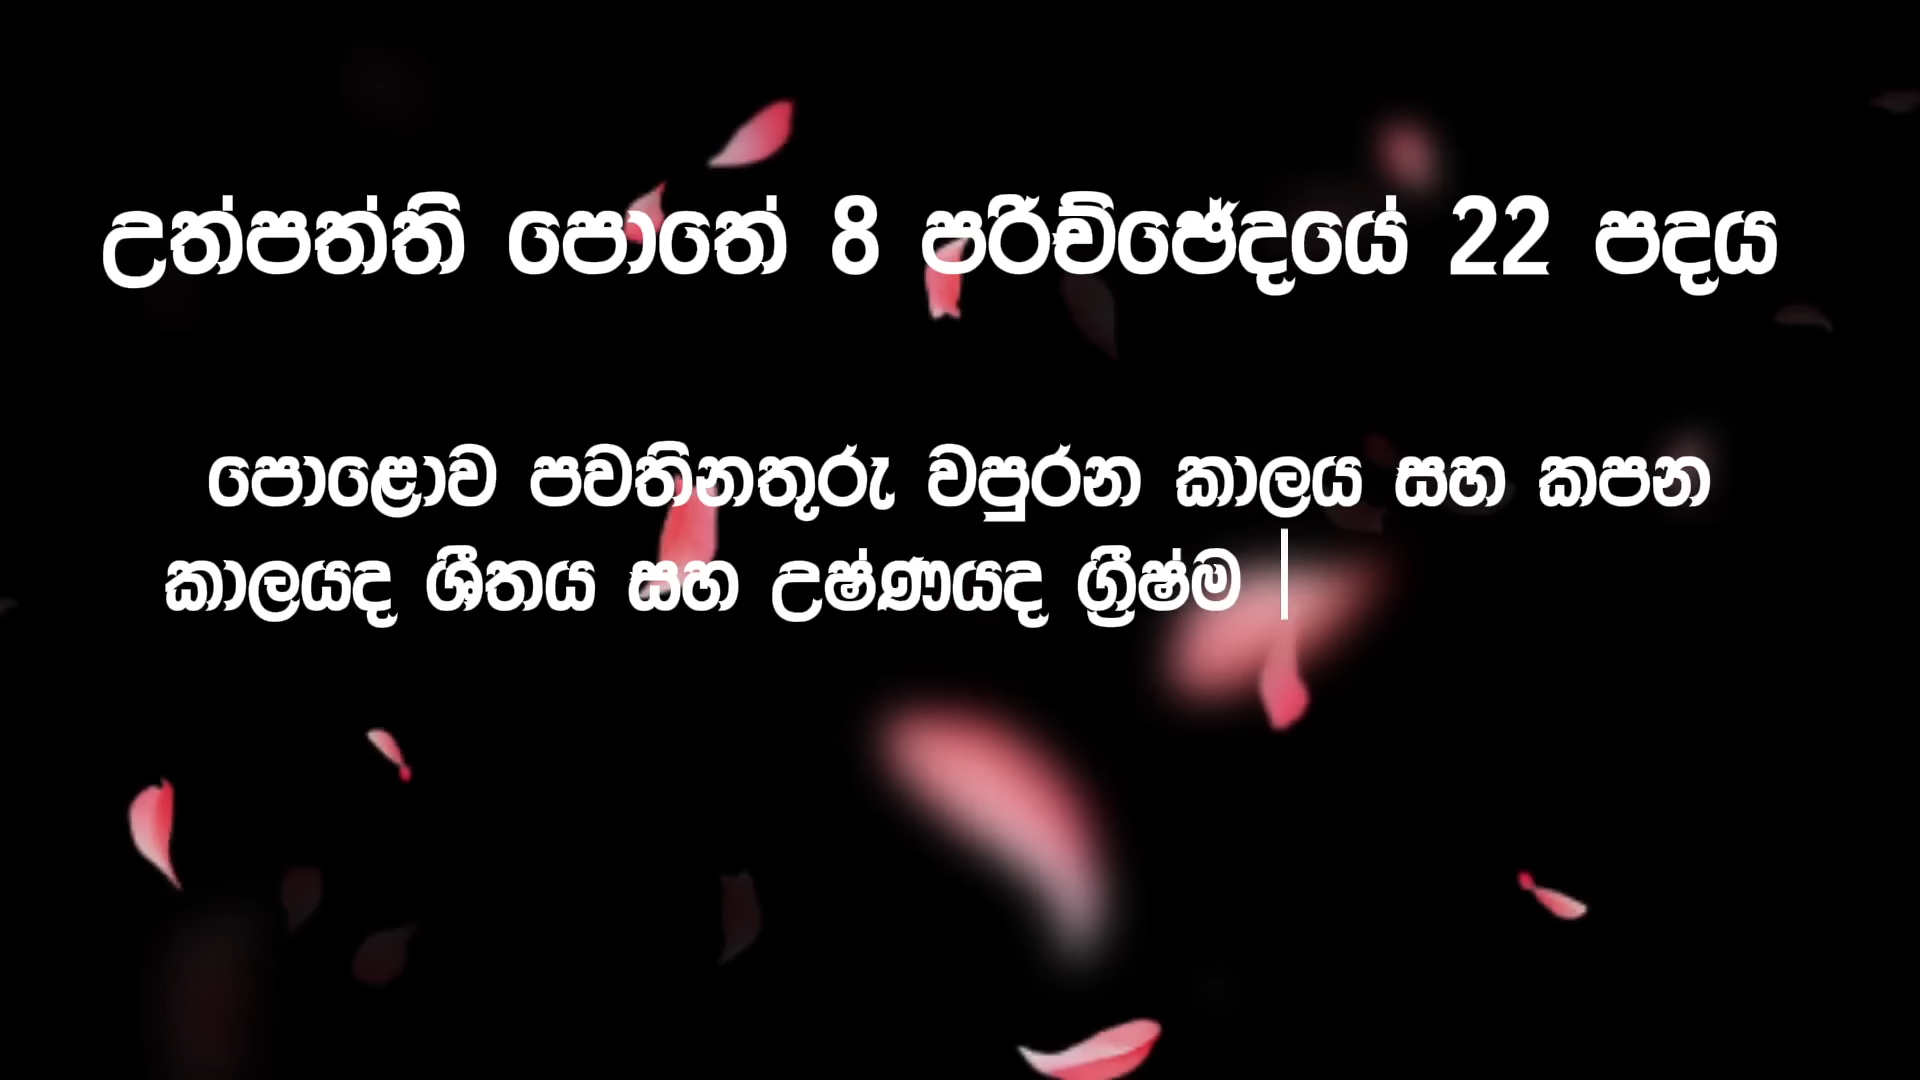 උත්පත්ති පොතේ 8 පරිච්ඡේදයේ 22 පදය
පොළොව පවතිනතුරු වපුරන කාලය සහ කපන
කාලයද ශීතය සහ උෂ්ණයද ග්‍රීෂ්ම